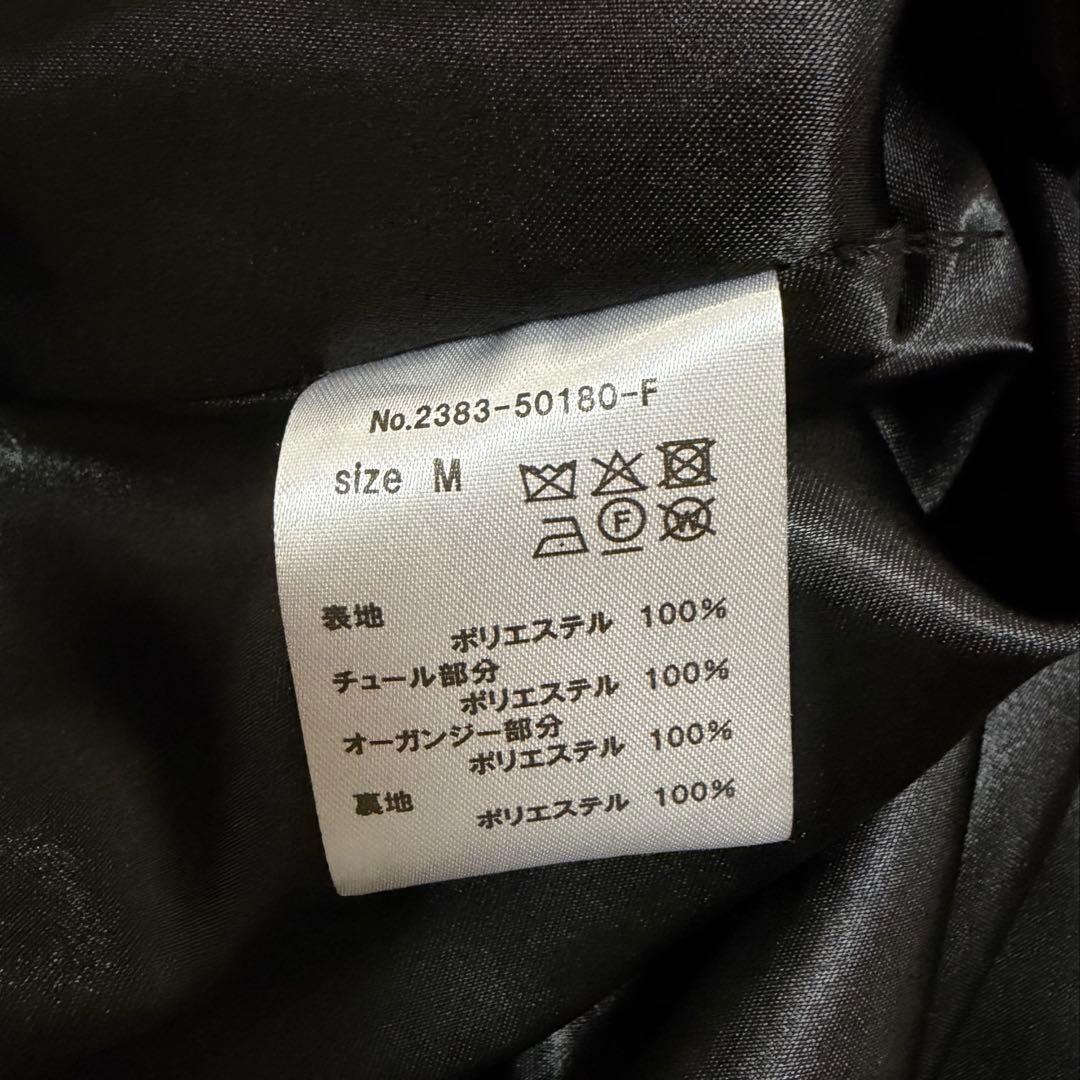 No.2383-50180-F
size M
F
W
表地
ポリエステル 100%
チュール部分
ポリエステル 100%
オーガンジー部分
ポリエステル 100%
裏地
ポリエステル 100%